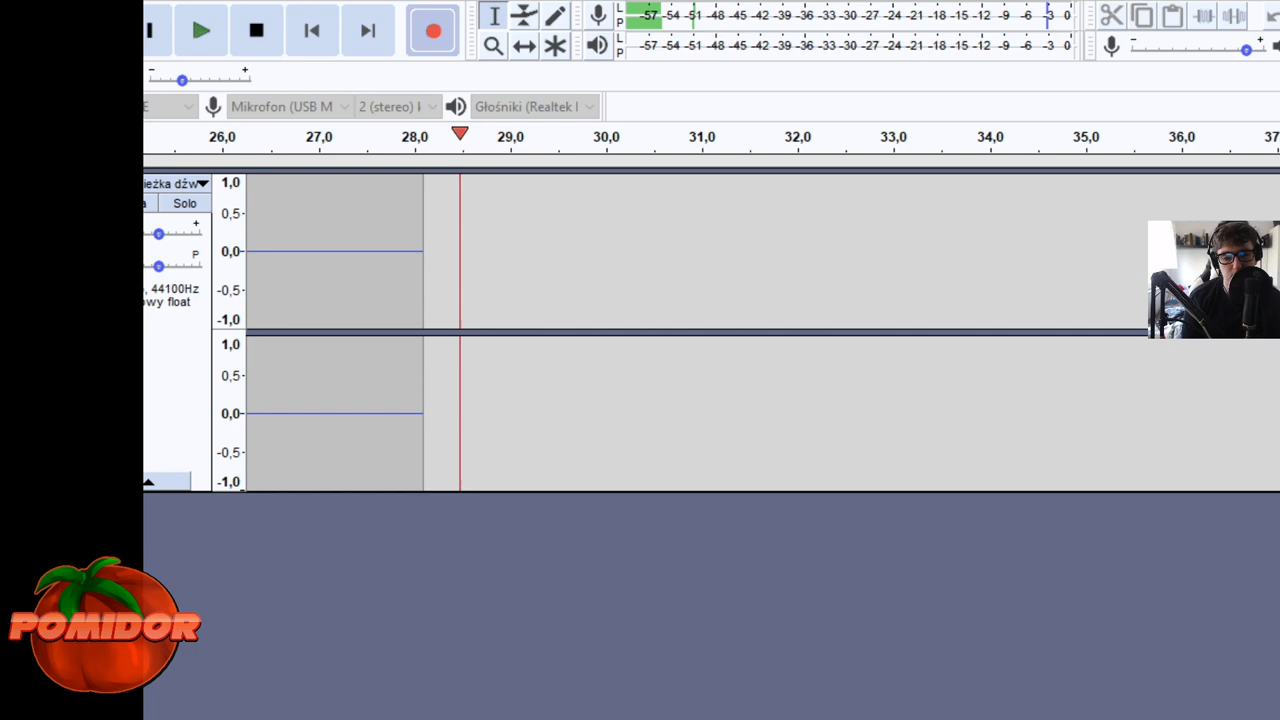 L
P
-57 -54 -51 -48 -45 -42 -39 -36 -33 -30 -27 -24 -21 -18 -15 -12 -9 -6 -3 0
L
P
-57 -54 -51 -48 -45 -42 -39 -36 -33 -30 -27 -24 -21 -18 -15 -12 -9 -6 -3 0
- +
- +
E Mikrofon (USB M 2 (stereo) Głośniki (Realtek
26,0 27,0 28,0 29,0 30,0 31,0 32,0 33,0 34,0 35,0 36,0 37
ieżka dźw
a Solo
+
P
, 44100Hz
owy float
1,0
0,5
0,0
-0,5
-1,0
1,0
0,5
0,0
-0,5
-1,0
POMIDOR